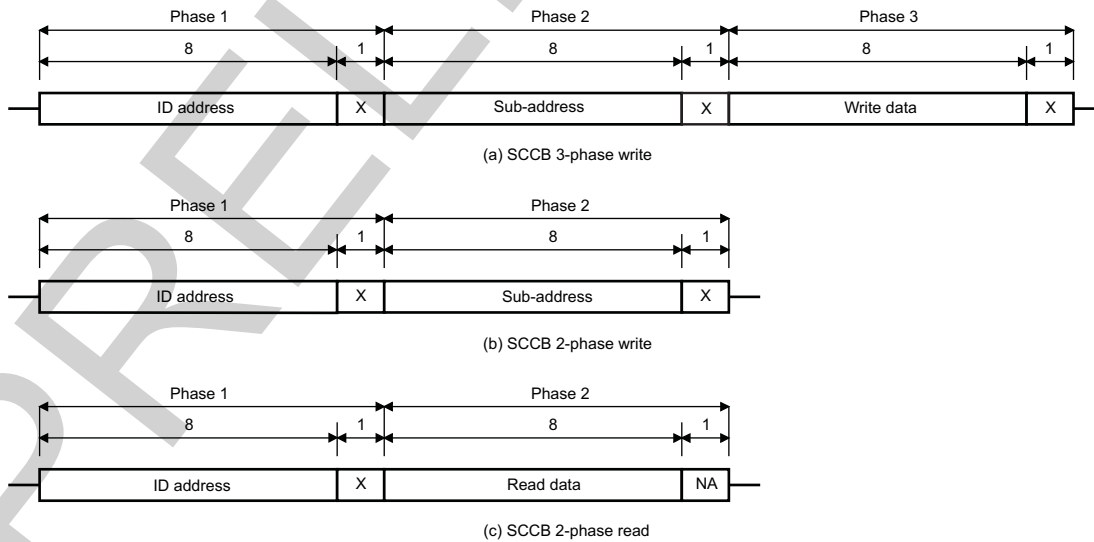 Phase 1 Phase 2 Phase 3
8 1 8 1 8 1
ID address X Sub-address X Write data X
(a) SCCB 3-phase write
Phase 1 Phase 2
8 1 8 1
ID address X Sub-address X
(b) SCCB 2-phase write
Phase 1 Phase 2
8 1 8 1
ID address X Read data NA
(c) SCCB 2-phase read
PREL